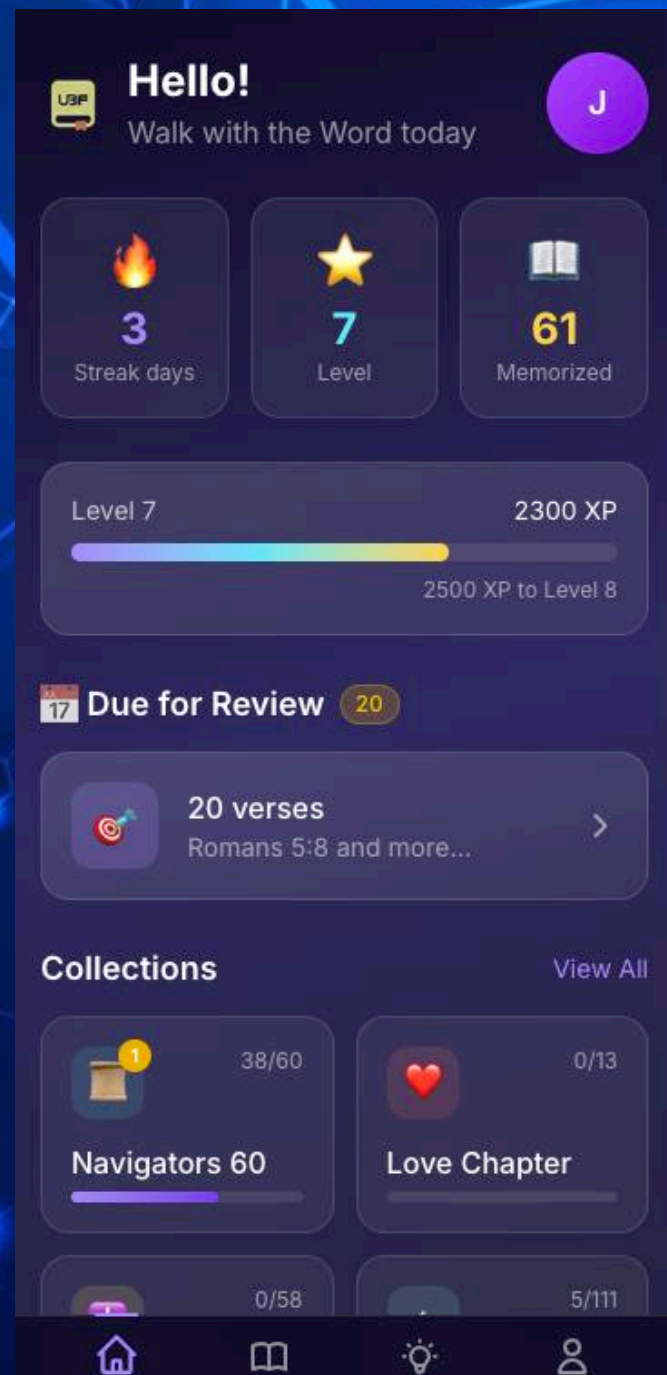 UBF
Hello!
Walk with the Word today
J
3
Streak days
7
Level
61
Memorized
Level 7
2300 XP
2500 XP to Level 8
17
Due for Review
20
20 verses
Romans 5:8 and more...
Collections
View All
1
38/60
Navigators 60
0/13
Love Chapter
0/58
5/111